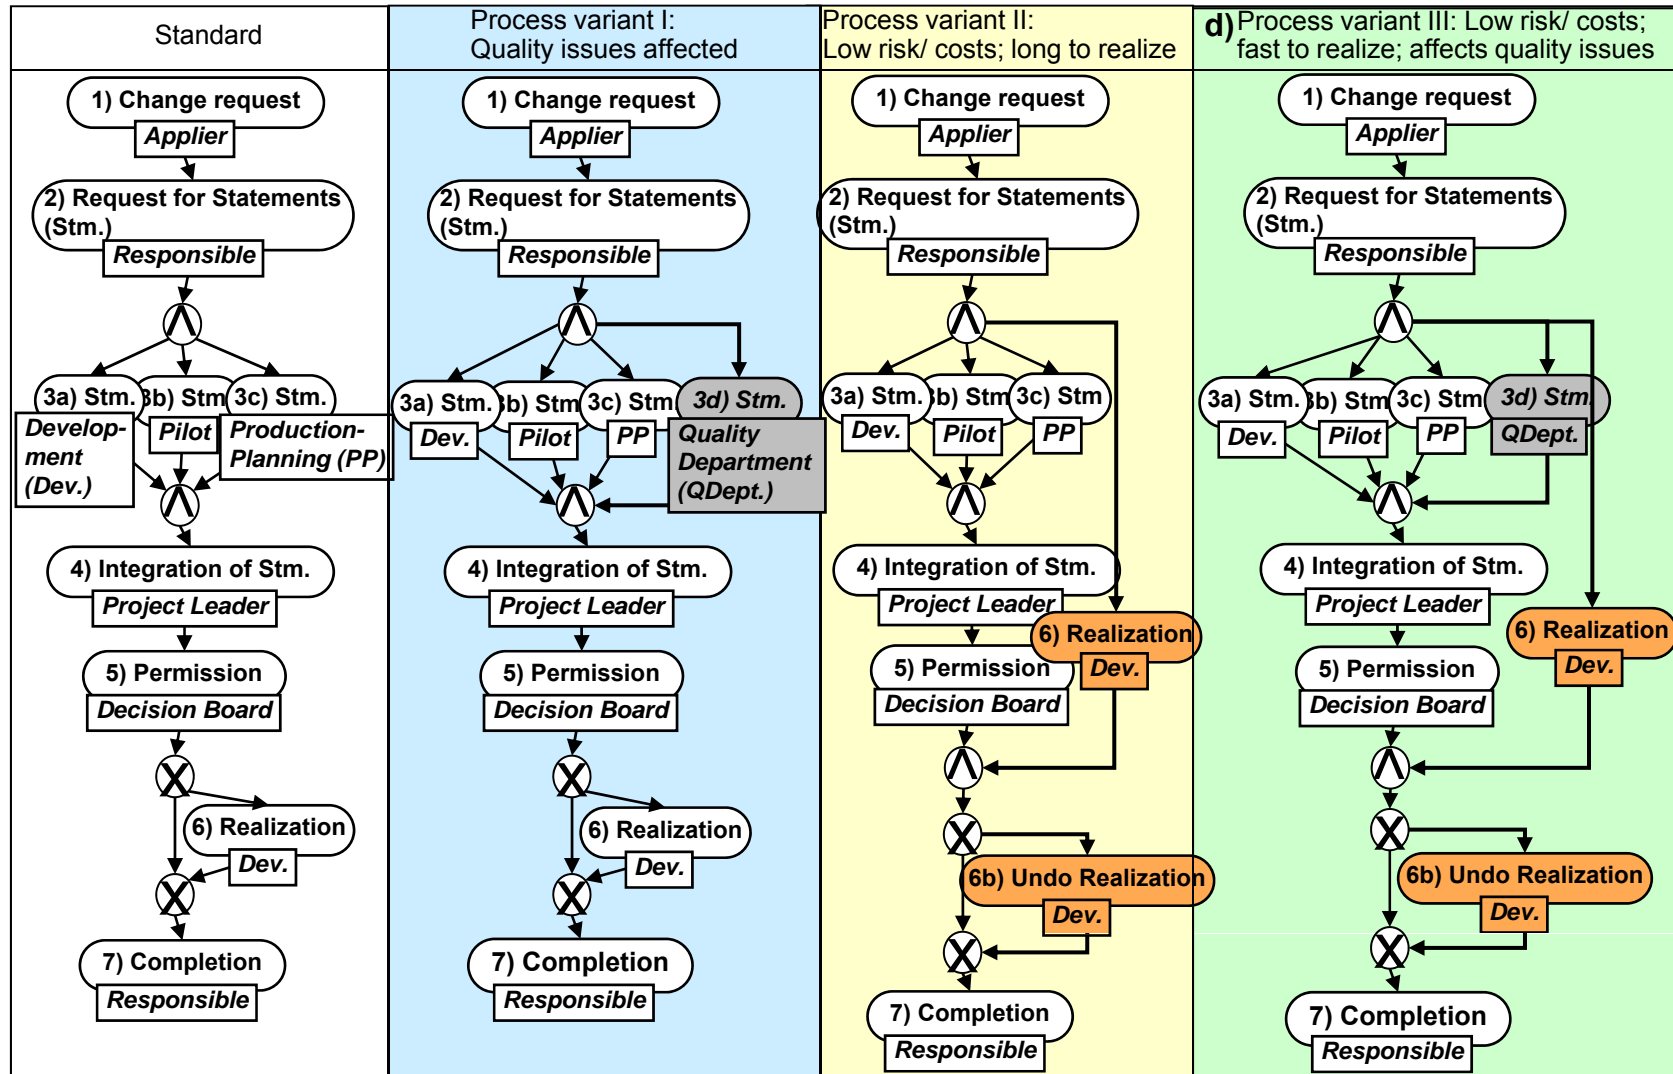 Standard
1) Change request
Applier
2) Request for Statements
(Stm.)
Responsible
Λ
3a) Stm.
3b) Stm
3c) Stm.
Develop-
ment
(Dev.)
Pilot
Production-
Planning (PP)
Λ
4) Integration of Stm.
Project Leader
5) Permission
Decision Board
X
6) Realization
Dev.
X
7) Completion
Responsible
Process variant I:
Quality issues affected
1) Change request
Applier
2) Request for Statements
(Stm.)
Responsible
Λ
3a) Stm.
3b) Stm
3c) Stm
3d) Stm.
Dev.
Pilot
PP
Quality
Department
(QDept.)
Λ
4) Integration of Stm.
Project Leader
5) Permission
Decision Board
X
6) Realization
Dev.
X
7) Completion
Responsible
Process variant II:
Low risk/ costs; long to realize
1) Change request
Applier
2) Request for Statements
(Stm.)
Responsible
Λ
3a) Stm.
3b) Stm
3c) Stm
Dev.
Pilot
PP
Λ
4) Integration of Stm.
Project Leader
6) Realization
Dev.
5) Permission
Decision Board
Λ
X
6b) Undo Realization
Dev.
X
7) Completion
Responsible
d) Process variant III: Low risk/ costs;
fast to realize; affects quality issues
1) Change request
Applier
2) Request for Statements
(Stm.)
Responsible
Λ
3a) Stm.
3b) Stm
3c) Stm
3d) Stm.
Dev.
Pilot
PP
QDept.
Λ
4) Integration of Stm.
Project Leader
6) Realization
Dev.
5) Permission
Decision Board
Λ
X
6b) Undo Realization
Dev.
X
7) Completion
Responsible